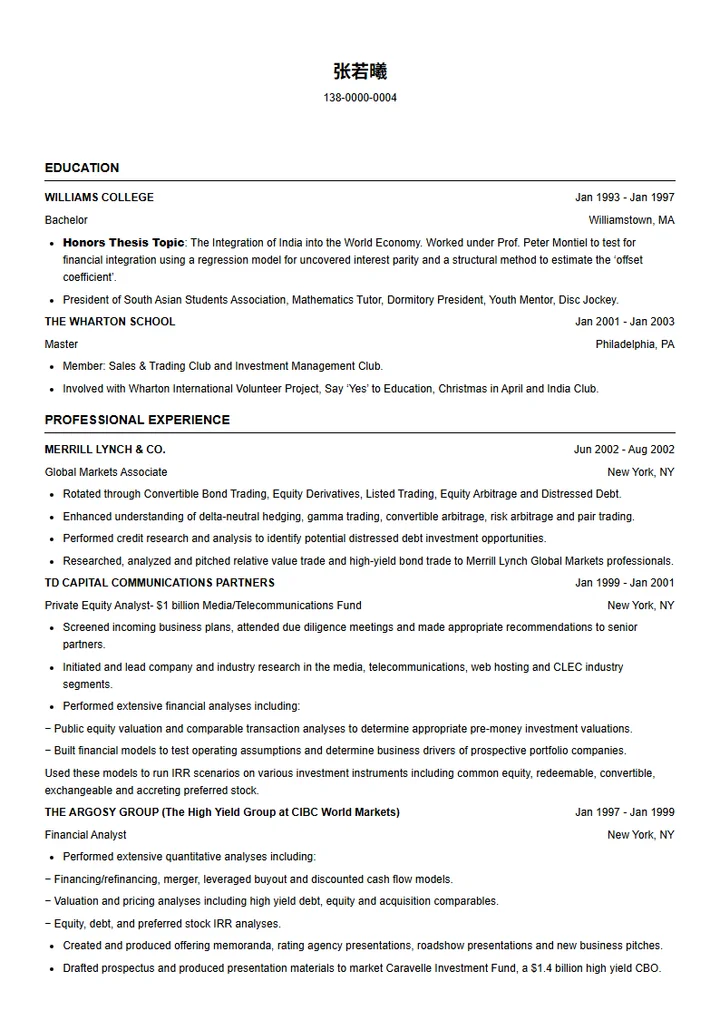 张若曦
138-0000-0004
EDUCATION
WILLIAMS COLLEGE Jan 1993 - Jan 1997
Bachelor Williamstown, MA
• Honors Thesis Topic: The Integration of India into the World Economy. Worked under Prof. Peter Montiel to test for
financial integration using a regression model for uncovered interest parity and a structural method to estimate the ‘offset
coefficient’.
• President of South Asian Students Association, Mathematics Tutor, Dormitory President, Youth Mentor, Disc Jockey.
THE WHARTON SCHOOL Jan 2001 - Jan 2003
Master Philadelphia, PA
• Member: Sales & Trading Club and Investment Management Club.
• Involved with Wharton International Volunteer Project, Say ‘Yes’ to Education, Christmas in April and India Club.
PROFESSIONAL EXPERIENCE
MERRILL LYNCH & CO. Jun 2002 - Aug 2002
Global Markets Associate New York, NY
• Rotated through Convertible Bond Trading, Equity Derivatives, Listed Trading, Equity Arbitrage and Distressed Debt.
• Enhanced understanding of delta-neutral hedging, gamma trading, convertible arbitrage, risk arbitrage and pair trading.
• Performed credit research and analysis to identify potential distressed debt investment opportunities.
• Researched, analyzed and pitched relative value trade and high-yield bond trade to Merrill Lynch Global Markets professionals.
TD CAPITAL COMMUNICATIONS PARTNERS Jan 1999 - Jan 2001
Private Equity Analyst- $1 billion Media/Telecommunications Fund New York, NY
• Screened incoming business plans, attended due diligence meetings and made appropriate recommendations to senior
partners.
• Initiated and lead company and industry research in the media, telecommunications, web hosting and CLEC industry
segments.
• Performed extensive financial analyses including:
− Public equity valuation and comparable transaction analyses to determine appropriate pre-money investment valuations.
− Built financial models to test operating assumptions and determine business drivers of prospective portfolio companies.
Used these models to run IRR scenarios on various investment instruments including common equity, redeemable, convertible,
exchangeable and accreting preferred stock.
THE ARGOSY GROUP (The High Yield Group at CIBC World Markets) Jan 1997 - Jan 1999
Financial Analyst New York, NY
• Performed extensive quantitative analyses including:
− Financing/refinancing, merger, leveraged buyout and discounted cash flow models.
− Valuation and pricing analyses including high yield debt, equity and acquisition comparables.
− Equity, debt, and preferred stock IRR analyses.
• Created and produced offering memoranda, rating agency presentations, roadshow presentations and new business pitches.
• Drafted prospectus and produced presentation materials to market Caravelle Investment Fund, a $1.4 billion high yield CBO.